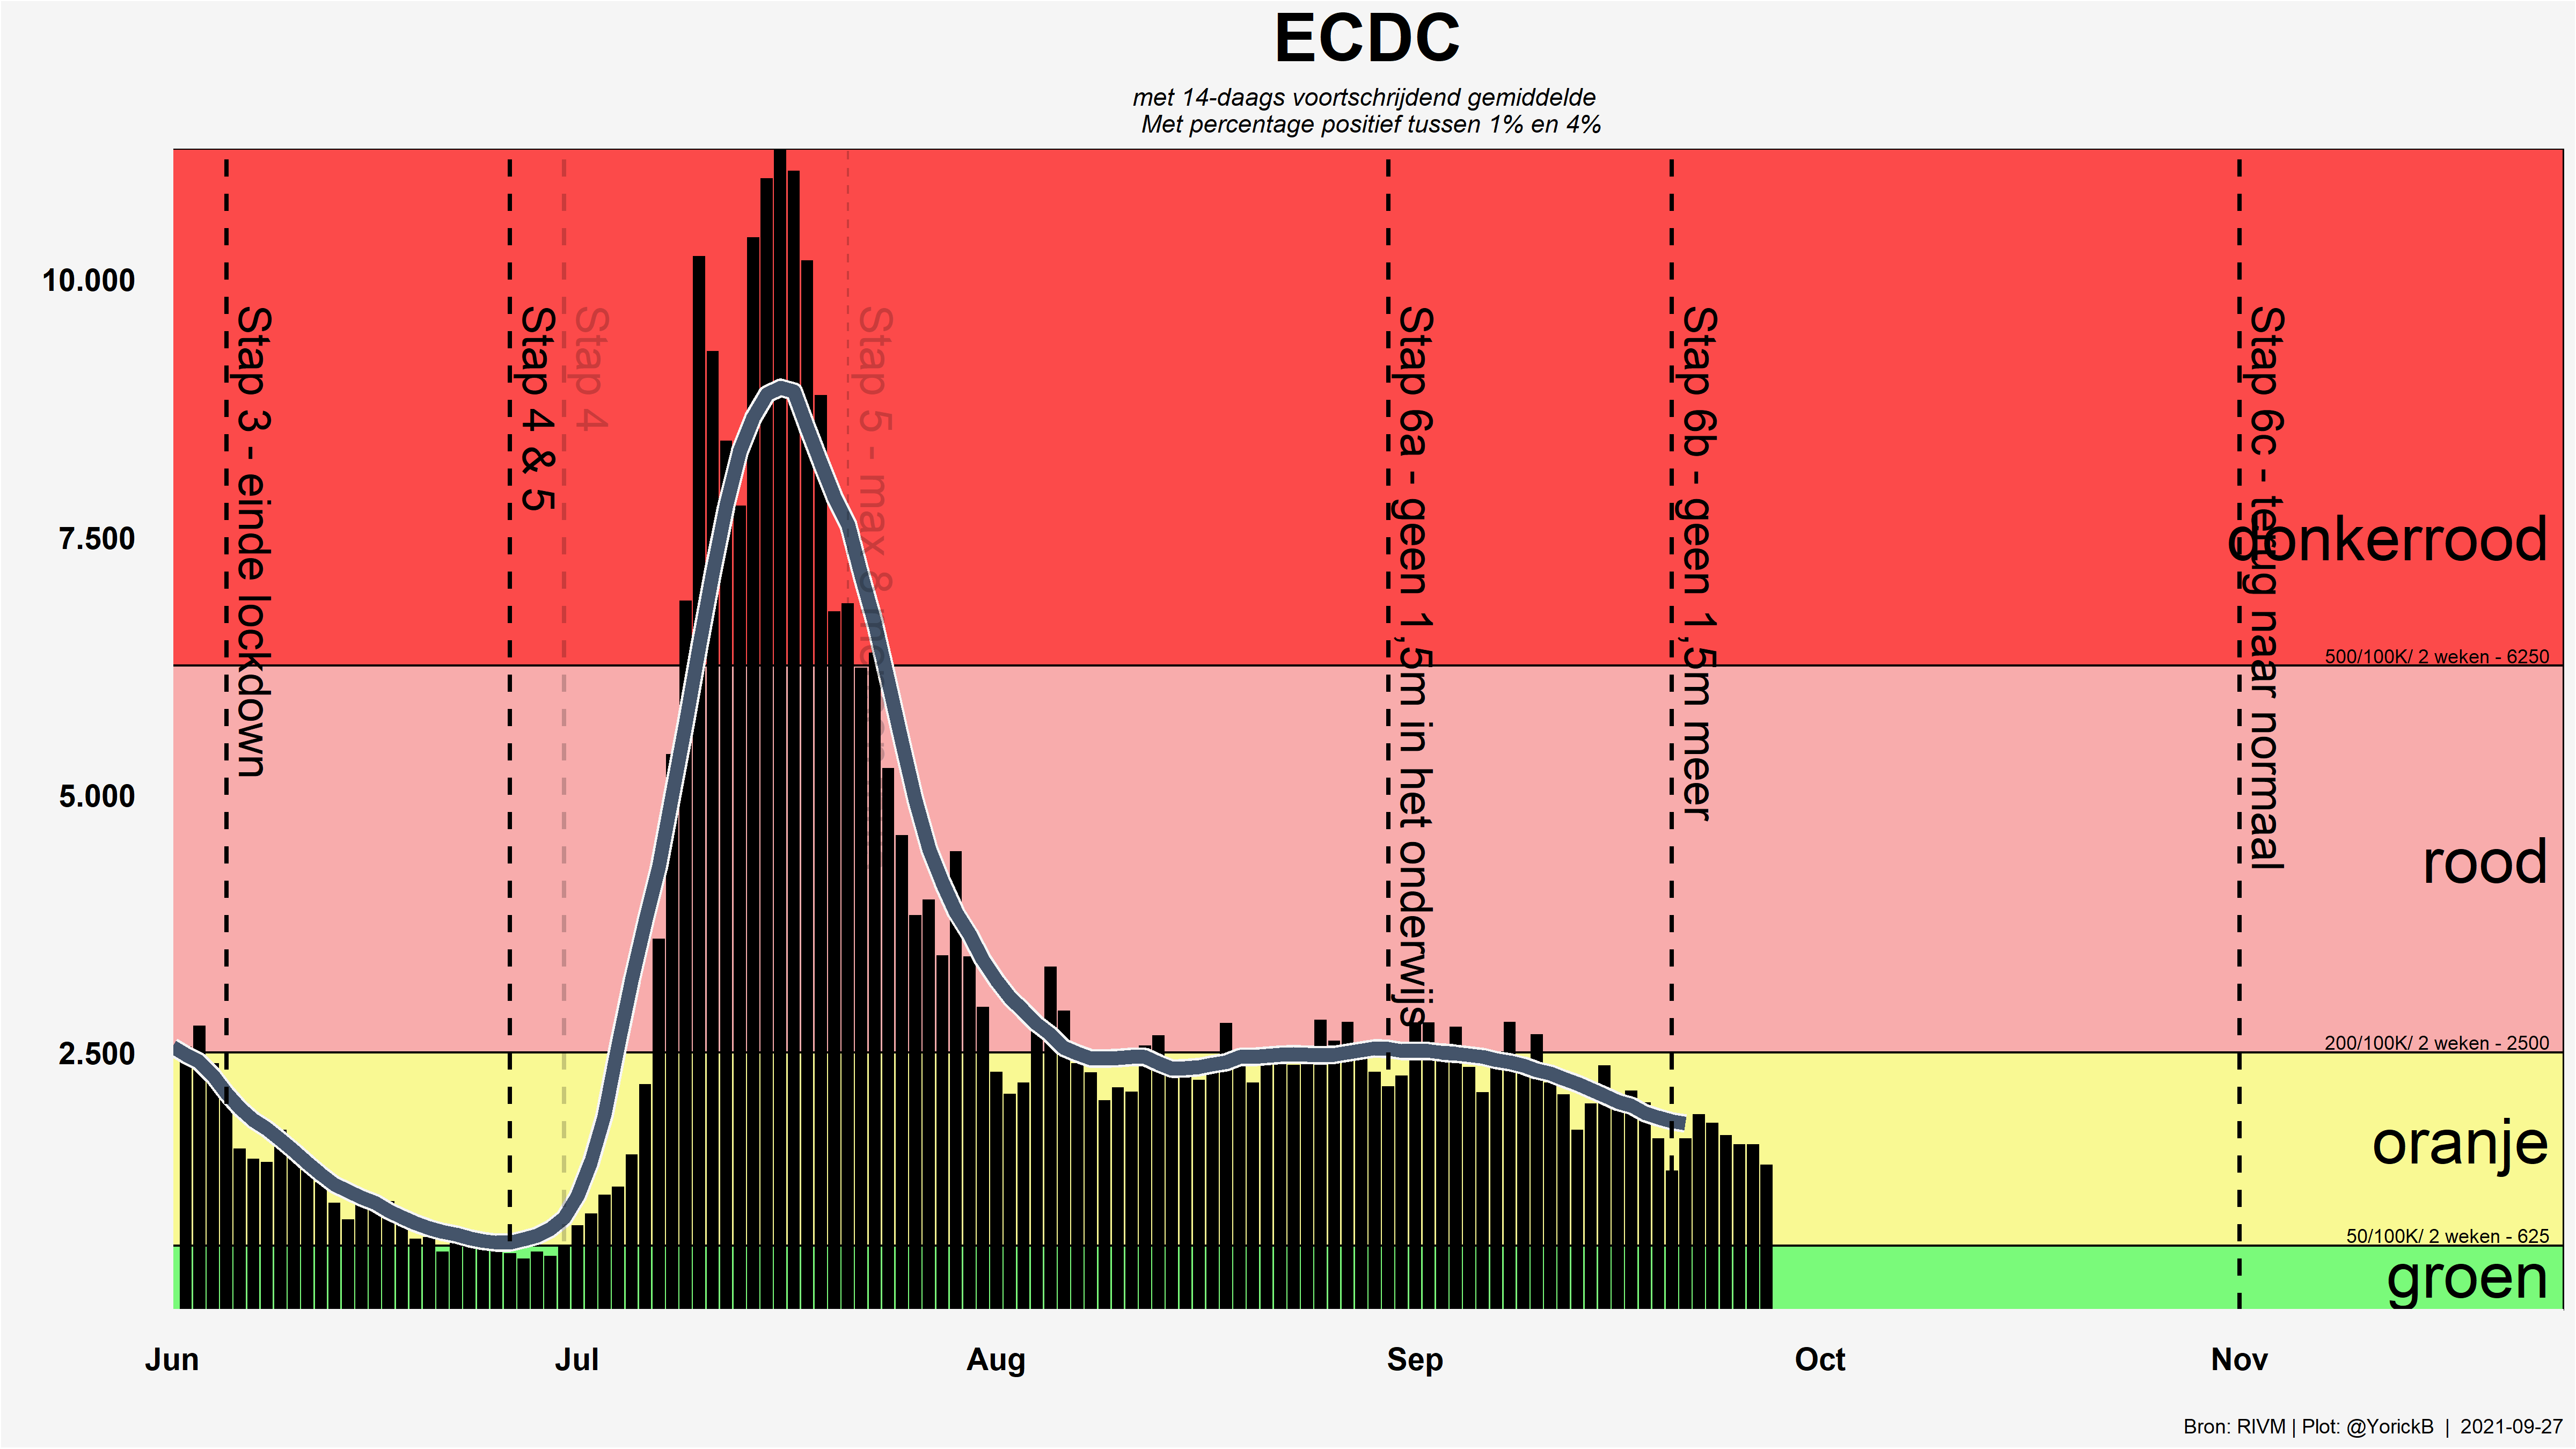 ECDC
met 14-daags voortschrijdend gemiddelde
Met percentage positief tussen 1% en 4%
10.000
7.500
5.000
2.500
Stap 3 - einde lockdown
Stap 4 & 5
Stap 4
Stap 5 - max 8
Stap 6a - geen 1,5m in het onderwijs
Stap 6b - geen 1,5m meer
Stap 6c - terug naar normaal
donkerrood
500/100K/ 2 weken - 6250
rood
200/100K/ 2 weken - 2500
oranje
50/100K/ 2 weken - 625
groen
Jun
Jul
Aug
Sep
Oct
Nov
Bron: RIVM | Plot: @YorickB | 2021-09-27